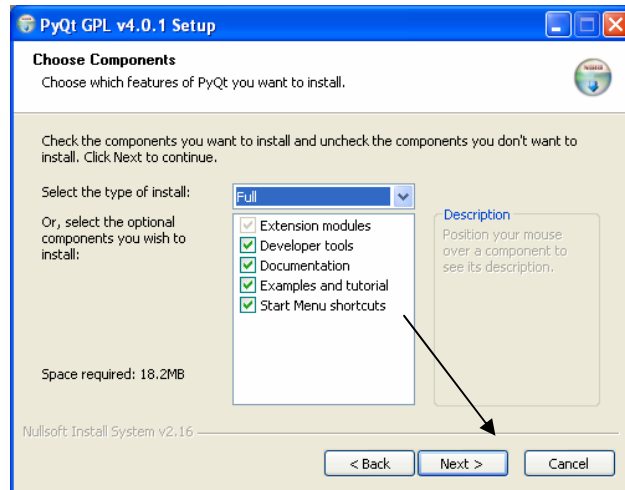 PyQt GPL v4.0.1 Setup
Choose Components
Choose which features of PyQt you want to install.
Check the components you want to install and uncheck the components you don't want to
install. Click Next to continue.
Select the type of install:
Full
Or, select the optional
components you wish to
install:
Extension modules
Developer tools
Documentation
Examples and tutorial
Start Menu shortcuts
Description
Position your mouse
over a component to
see its description.
Space required: 18.2MB
Nullsoft Install System v2.16
< Back
Next >
Cancel